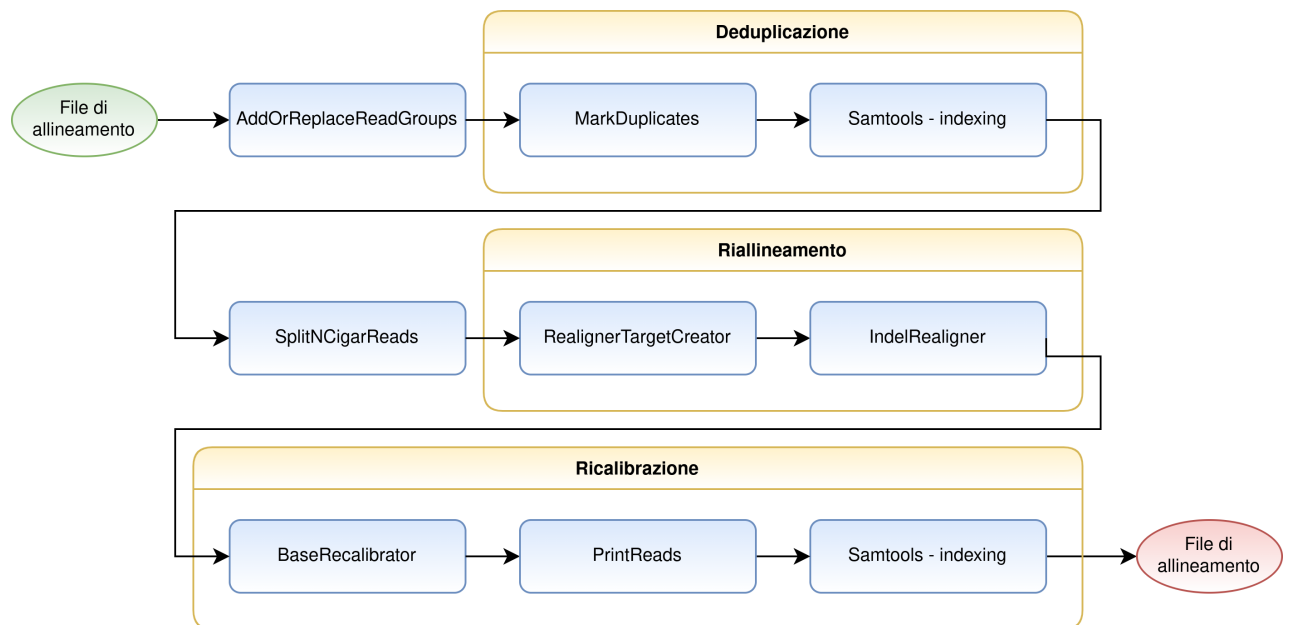 Deduplicazione
File di
allineamento
AddOrReplaceReadGroups
MarkDuplicates
Samtools - indexing
Riallineamento
SplitNCigarReads
RealignerTargetCreator
IndelRealigner
Ricalibrazione
BaseRecalibrator
PrintReads
Samtools - indexing
File di
allineamento